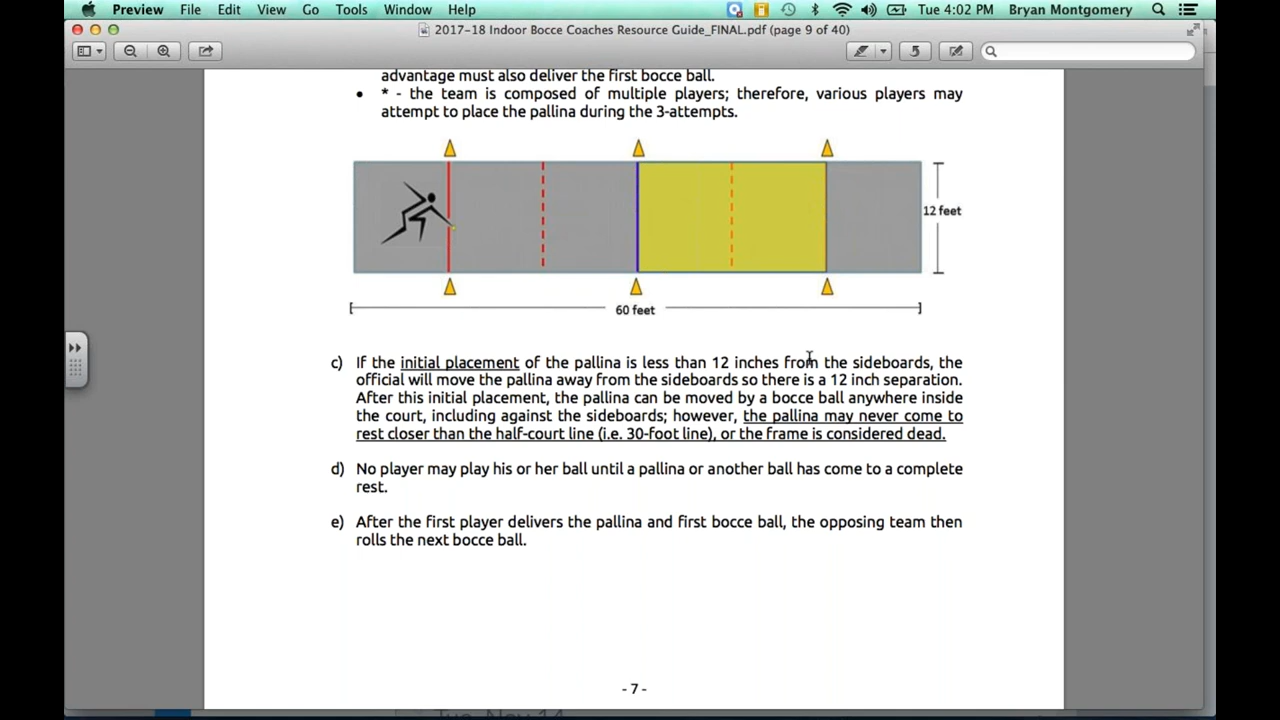 Preview File Edit View Go Tools Window Help Tue 4:02 PM Bryan Montgomery
2017-18 Indoor Bocce Coaches Resource Guide_FINAL.pdf (page 9 of 40)
advantage must also deliver the first bocce ball.
• * - the team is composed of multiple players; therefore, various players may
attempt to place the pallina during the 3-attempts.
12 feet
60 feet
c) If the initial placement of the pallina is less than 12 inches from the sideboards, the
official will move the pallina away from the sideboards so there is a 12 inch separation.
After this initial placement, the pallina can be moved by a bocce ball anywhere inside
the court, including against the sideboards; however, the pallina may never come to
rest closer than the half-court line (i.e. 30-foot line), or the frame is considered dead.
d) No player may play his or her ball until a pallina or another ball has come to a complete
rest.
e) After the first player delivers the pallina and first bocce ball, the opposing team then
rolls the next bocce ball.
- 7 -
Tue, Nov 14